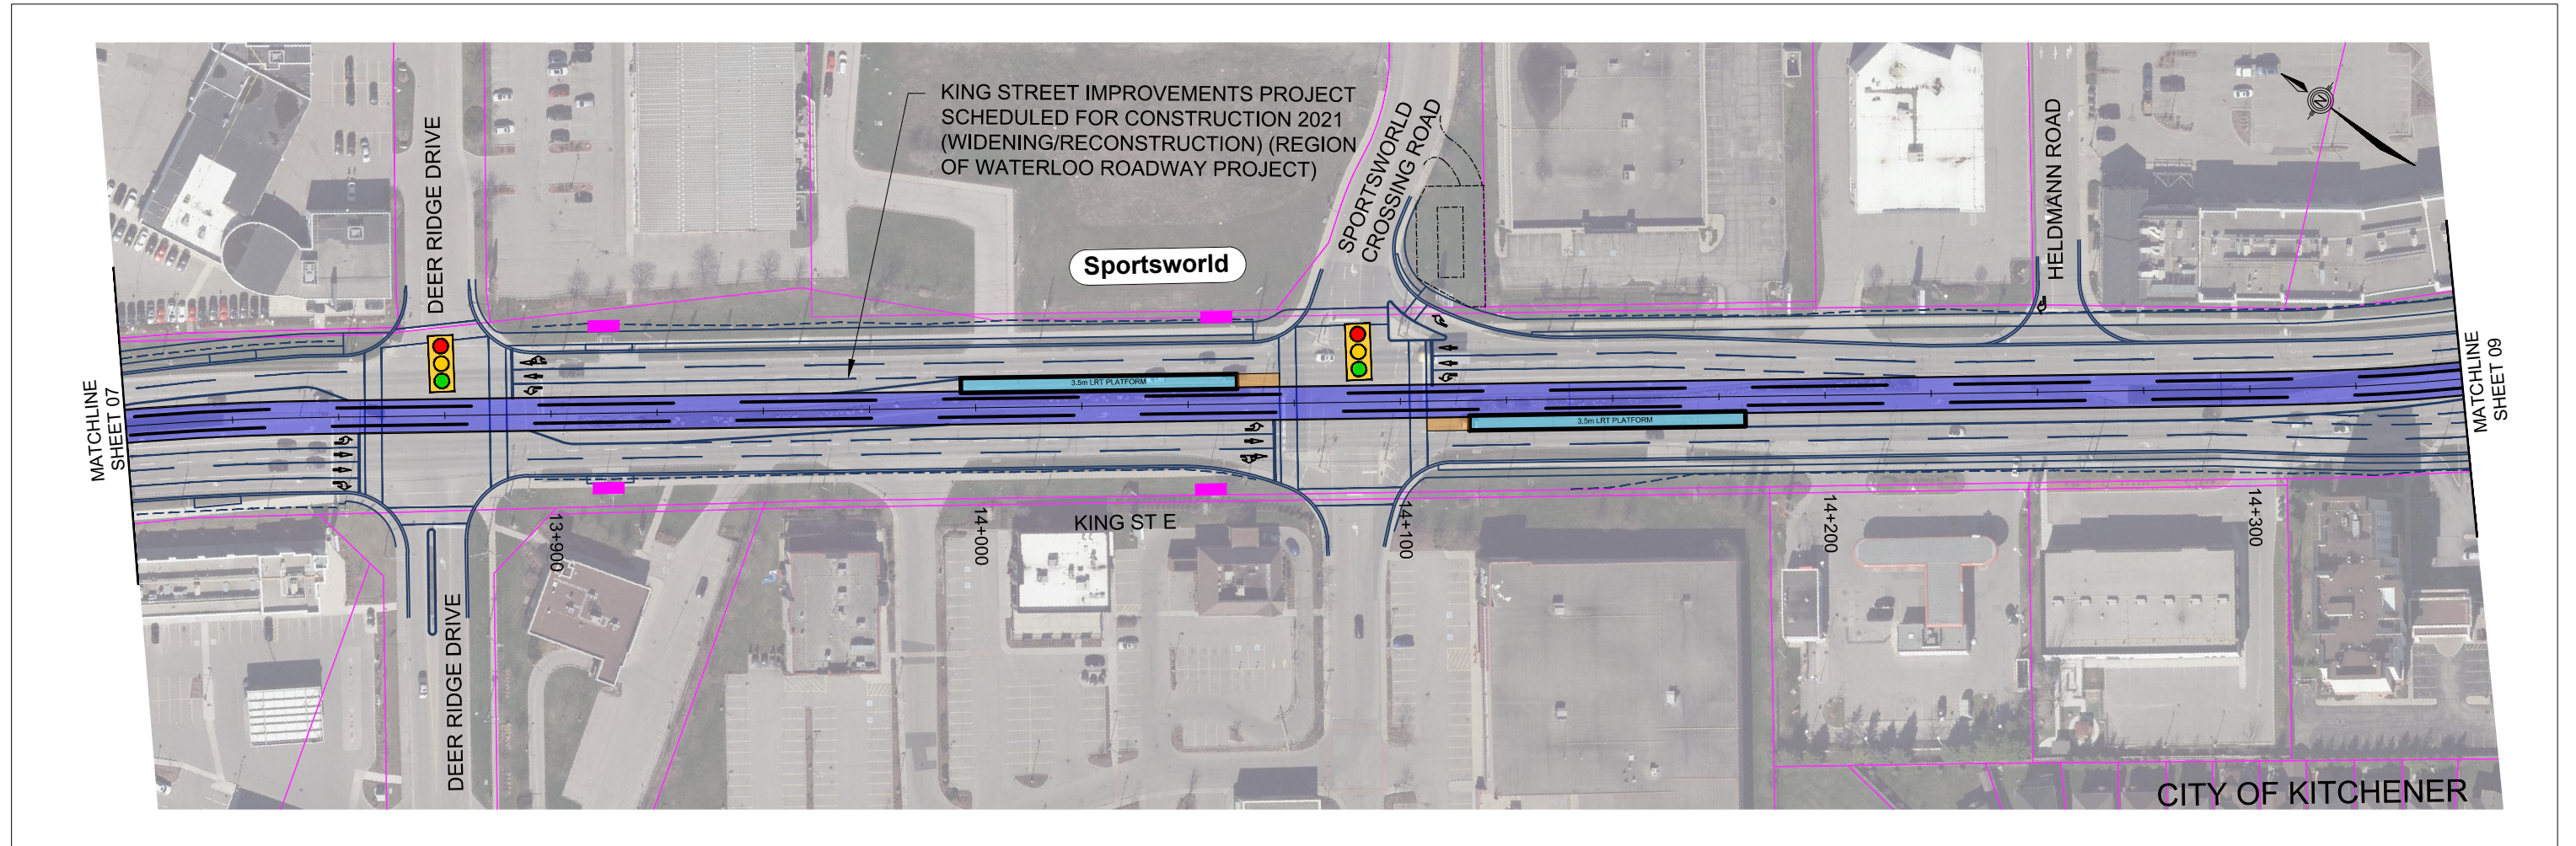 KING STREET IMPROVEMENTS PROJECT
SCHEDULED FOR CONSTRUCTION 2021
(WIDENING/RECONSTRUCTION) (REGION
OF WATERLOO ROADWAY PROJECT)
DEER RIDGE DRIVE
SPORTSWORLD
CROSSING ROAD
HELDMANN ROAD
N
Sportsworld
MATCHLINE
SHEET 07
3.5m LRT PLATFORM
3.5m LRT PLATFORM
MATCHLINE
SHEET 09
KING ST E
13+900
14+000
14+100
14+200
14+300
DEER RIDGE DRIVE
CITY OF KITCHENER